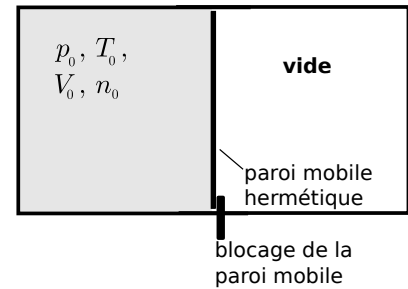 p₀, T₀,
V₀, n₀
vide
paroi mobile
hermétique
blocage de la
paroi mobile